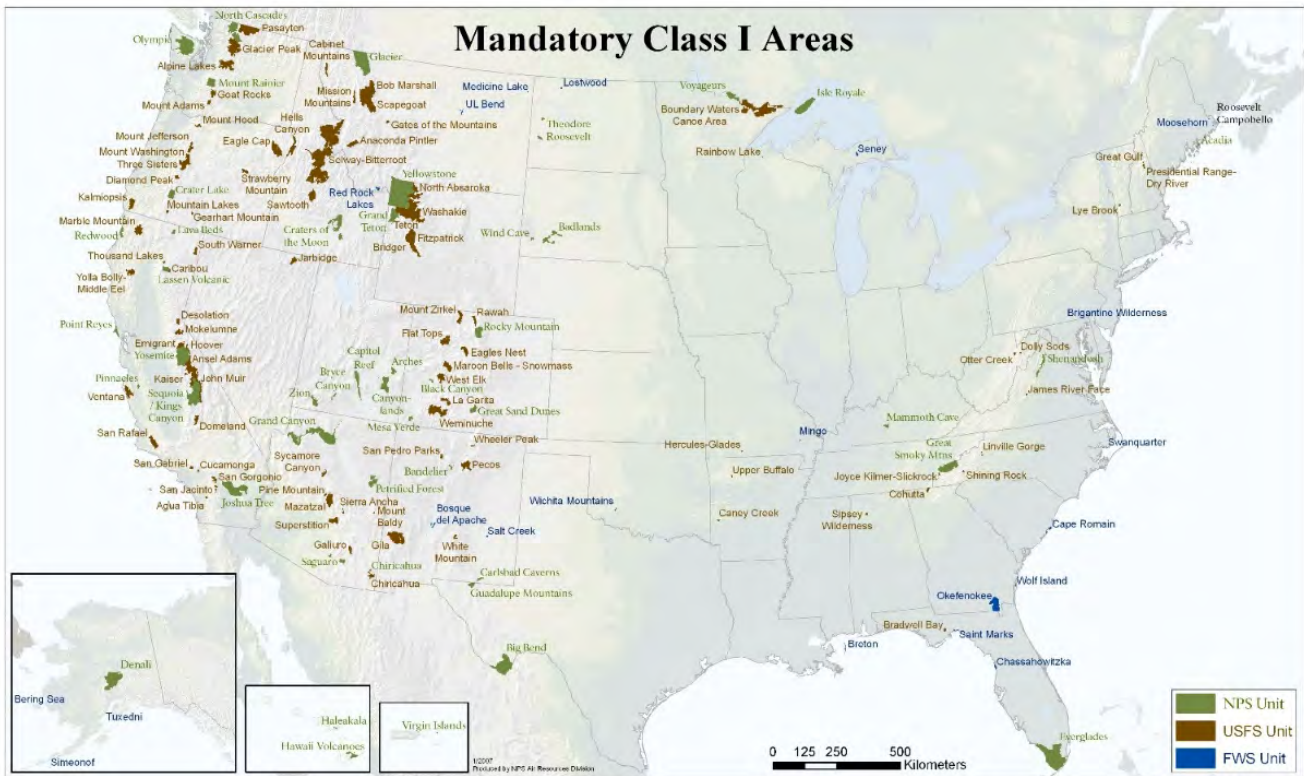 Mandatory Class I Areas
North Cascades
Pasayten
Olympic
Glacier Peak
Alpine Lakes
Cabinet
Mountains
Glacier
Mount Rainier
Goat Rocks
Mount Adams
Mission
Mountains
Bob Marshall
Scapegoat
Medicine Lake
Lostwood
UL Bend
Voyageurs
Isle Royale
Boundary Waters
Canoe Area
Mount Hood
Hells
Canyon
Gates of the Mountains
Theodore
Roosevelt
Moosehorn
Roosevelt
Campobello
Acadia
Mount Jefferson
Eagle Cap
Anaconda Pintler
Mount Washington
Three Sisters
Selway-Bitterroot
Rainbow Lake
Seney
Great Gulf
Presidential Range-
Dry River
Diamond Peak
Strawberry
Mountain
Yellowstone
North Absaroka
Kalmiopsis
Crater Lake
Red Rock
Lakes
Mountain Lakes
Sawtooth
Washakie
Lye Brook
Gearhart Mountain
Grand
Teton
Teton
Marble Mountain
Redwood
Lava Beds
Craters of
the Moon
Fitzpatrick
Bridger
Wind Cave
Badlands
South Warner
Thousand Lakes
Jarbidge
Caribou
Lassen Volcanic
Yolla Bolly-
Middle Eel
Mount Zirkel
Rawah
Desolation
Mokelumne
Flat Tops
Rocky Mountain
Brigantine Wilderness
Point Reyes
Emigrant
Hoover
Yosemite
Ansel Adams
Capitol
Reef
Arches
Eagles Nest
Maroon Bells - Snowmass
Dolly Sods
Otter Creek
Shenandoah
Pinnacles
Kaiser
John Muir
Bryce
Canyon
West Elk
Black Canyon
Ventana
Sequoia
/ Kings
Canyon
Zion
Canyon-
lands
La Garita
Great Sand Dunes
James River Face
Weminuche
Domeland
Grand Canyon
Mesa Verde
Mammoth Cave
San Rafael
Wheeler Peak
Hercules-Glades
Mingo
Great
Smoky Mtns
Linville Gorge
Swanquarter
San Pedro Parks
Sycamore
Canyon
San Gabriel
Cucamonga
Bandelier
Pecos
Upper Buffalo
Joyce Kilmer-Slickrock
Shining Rock
San Gorgonio
San Jacinto
Pine Mountain
Petrified Forest
Cohutta
Agua Tibia
Joshua Tree
Mazatzal
Sierra Ancha
Wichita Mountains
Caney Creek
Sipsey
Wilderness
Superstition
Mount
Baldy
Bosque
del Apache
Salt Creek
Cape Romain
Galiuro
Gila
White
Mountain
Saguaro
Chiricahua
Chiricahua
Carlsbad Caverns
Guadalupe Mountains
Wolf Island
Okefenokee
Bradwell Bay
Saint Marks
Breton
Chassahowitzka
Big Bend
Everglades
Denali
Bering Sea
Tuxedni
Simeonof
Haleakala
Hawaii Volcanoes
Virgin Islands
1/2007
Produced by NPS Air Resources Division
0 125 250 500
Kilometers
NPS Unit
USFS Unit
FWS Unit